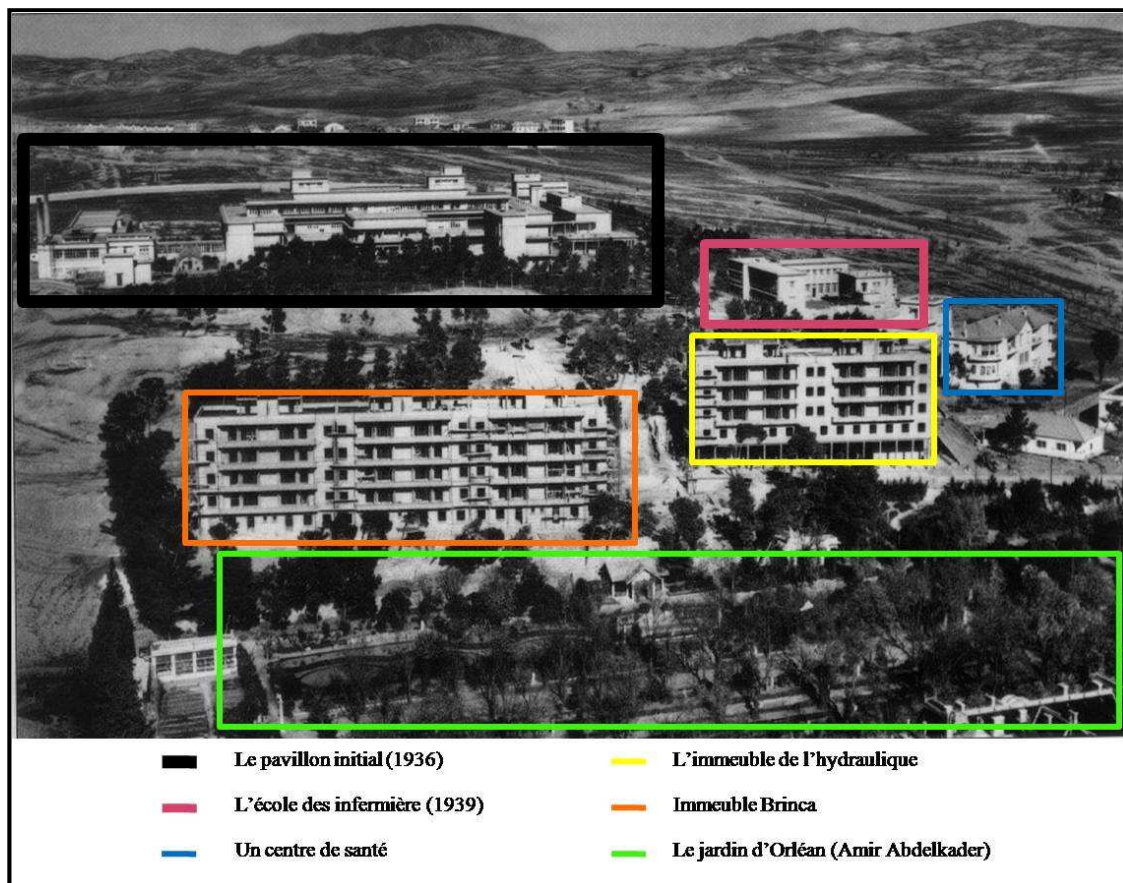 Le pavillon initial (1936)
L'immeuble de l'hydraulique
L'école des infermière (1939)
Immeuble Brinca
Un centre de santé
Le jardin d'Orléan (Amir Abdelkader)